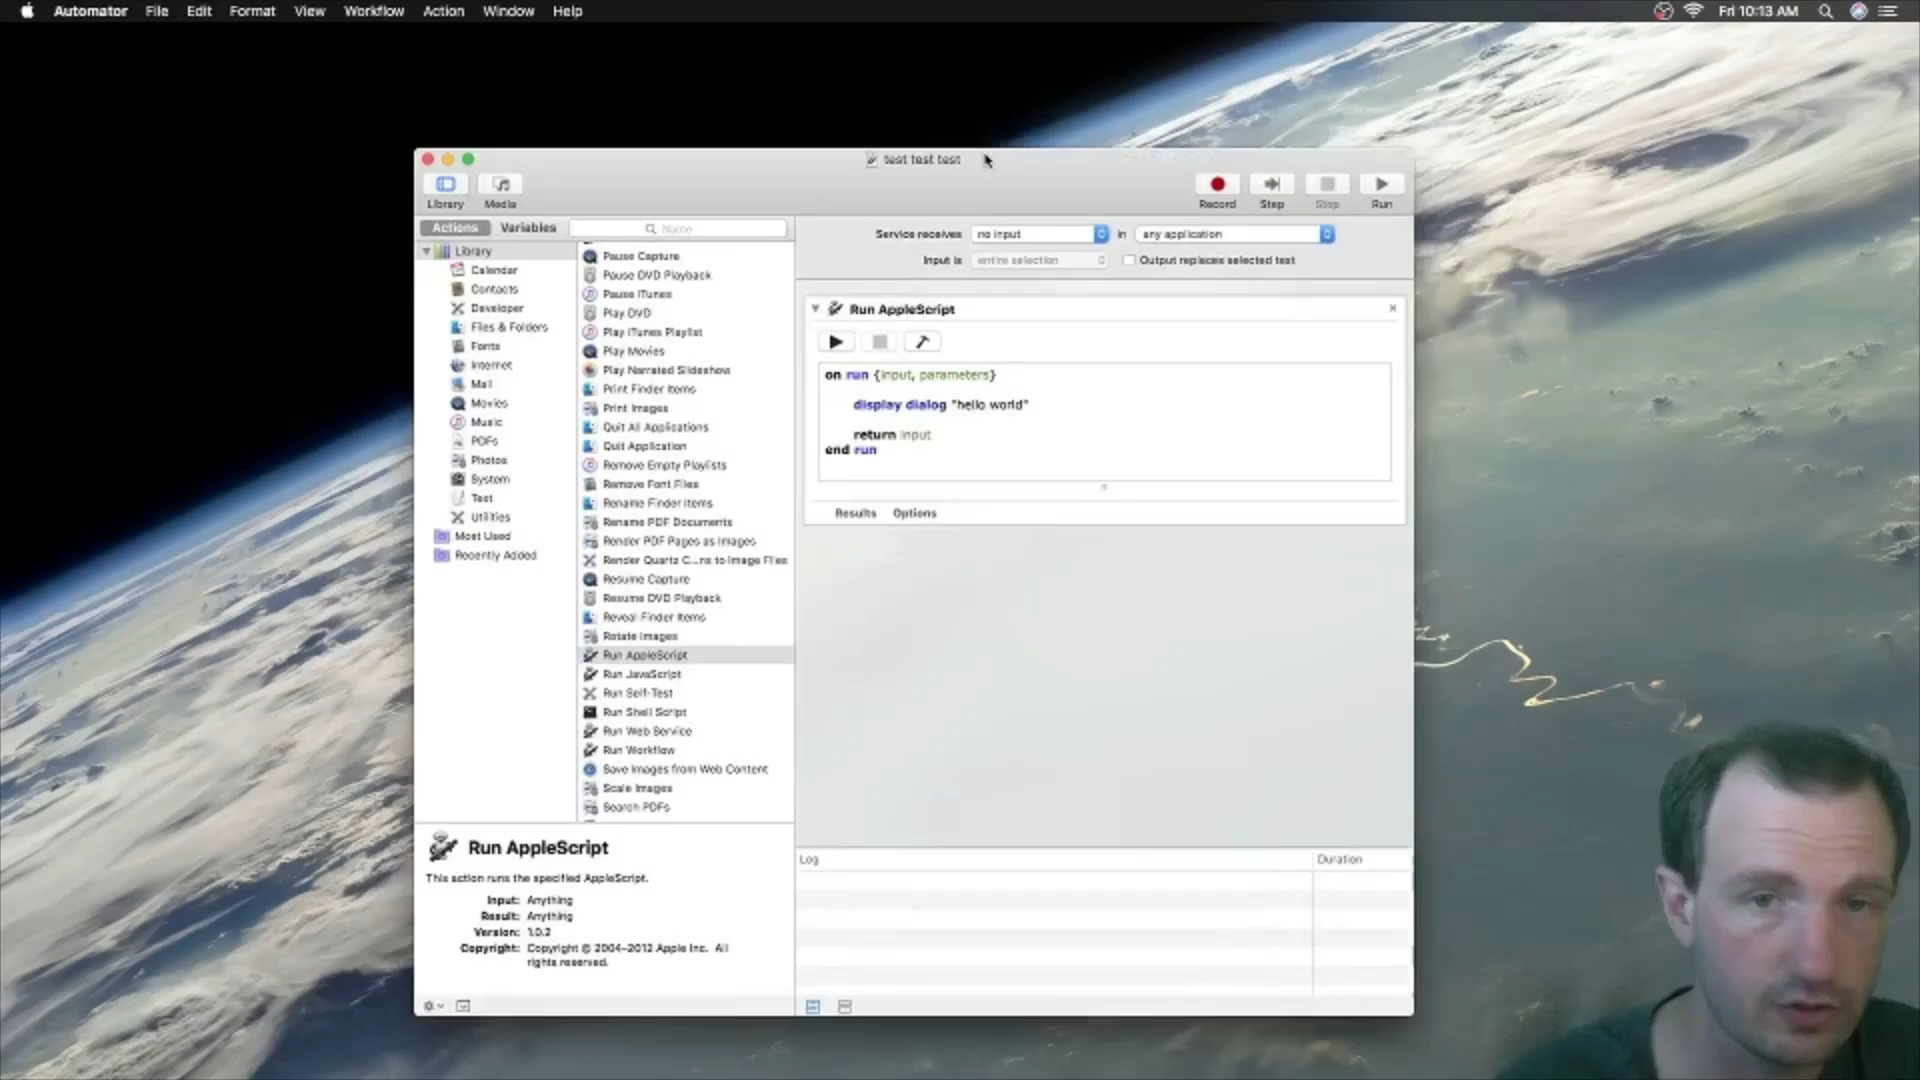 Automator File Edit Format View Workflow Action Window Help
Fri 10:13 AM
test test test
Library Media
Record Step Stop Run
Actions Variables
Name
Library
Calendar
Contacts
Developer
Files & Folders
Fonts
Internet
Mail
Movies
Music
PDFs
Photos
System
Text
Utilities
Most Used
Recently Added
Pause Capture
Pause DVD Playback
Pause iTunes
Play DVD
Play iTunes Playlist
Play Movies
Play Narrated Slideshow
Print Finder Items
Print Images
Quit All Applications
Quit Application
Remove Empty Playlists
Remove Font Files
Rename Finder Items
Rename PDF Documents
Render PDF Pages as Images
Render Quartz C...ns to Image Files
Resume Capture
Resume DVD Playback
Reveal Finder Items
Rotate Images
Run AppleScript
Run JavaScript
Run Self-Test
Run Shell Script
Run Web Service
Run Workflow
Save Images from Web Content
Scale Images
Search PDFs
Service receives no input in any application
Input is entire selection Output replaces selected text
Run AppleScript
on run {input, parameters}
display dialog "hello world"
return input
end run
Results Options
Run AppleScript
This action runs the specified AppleScript.
Input: Anything
Result: Anything
Version: 1.0.2
Copyright: Copyright © 2004–2012 Apple Inc. All
rights reserved.
Log Duration